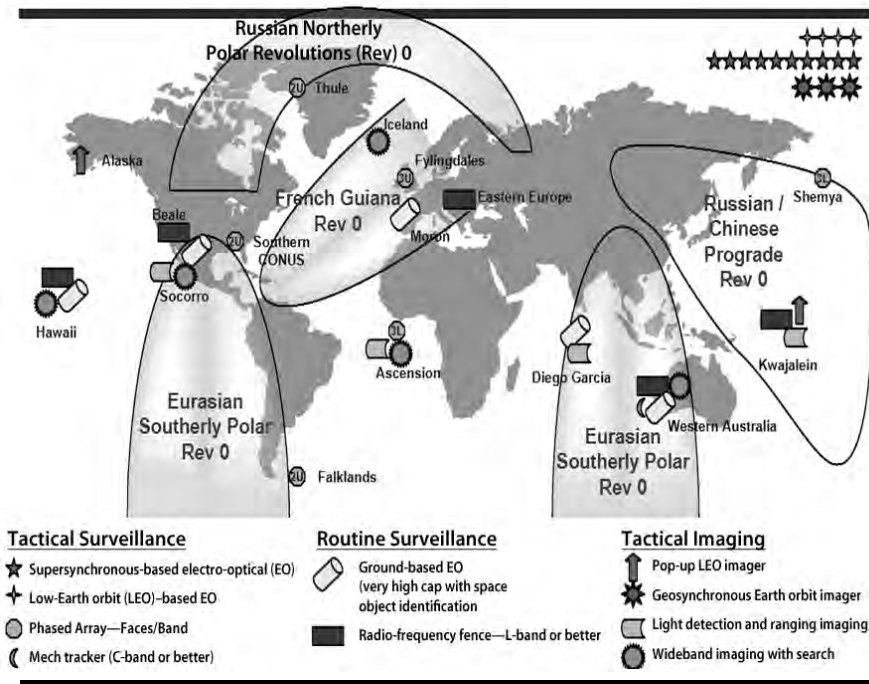 Russian Northerly
Polar Revolutions (Rev) 0
2U Thule
Iceland
Alaska
Fylingdales
3U
French Guiana
Rev 0
Eastern Europe
3L
Shemya
Russian /
Chinese
Prograde
Rev 0
Beale
2U Southern
CONUS
Moron
Socorro
Hawaii
3L
Ascension
Diego Garcia
Kwajalein
Eurasian
Southerly Polar
Rev 0
Western Australia
Eurasian
Southerly Polar
Rev 0
2U Falklands
Tactical Surveillance
Supersynchronous-based electro-optical (EO)
Low-Earth orbit (LEO)–based EO
Phased Array—Faces/Band
Mech tracker (C-band or better)
Routine Surveillance
Ground-based EO
(very high cap with space
object identification
Radio-frequency fence—L-band or better
Tactical Imaging
Pop-up LEO imager
Geosynchronous Earth orbit imager
Light detection and ranging imaging
Wideband imaging with search